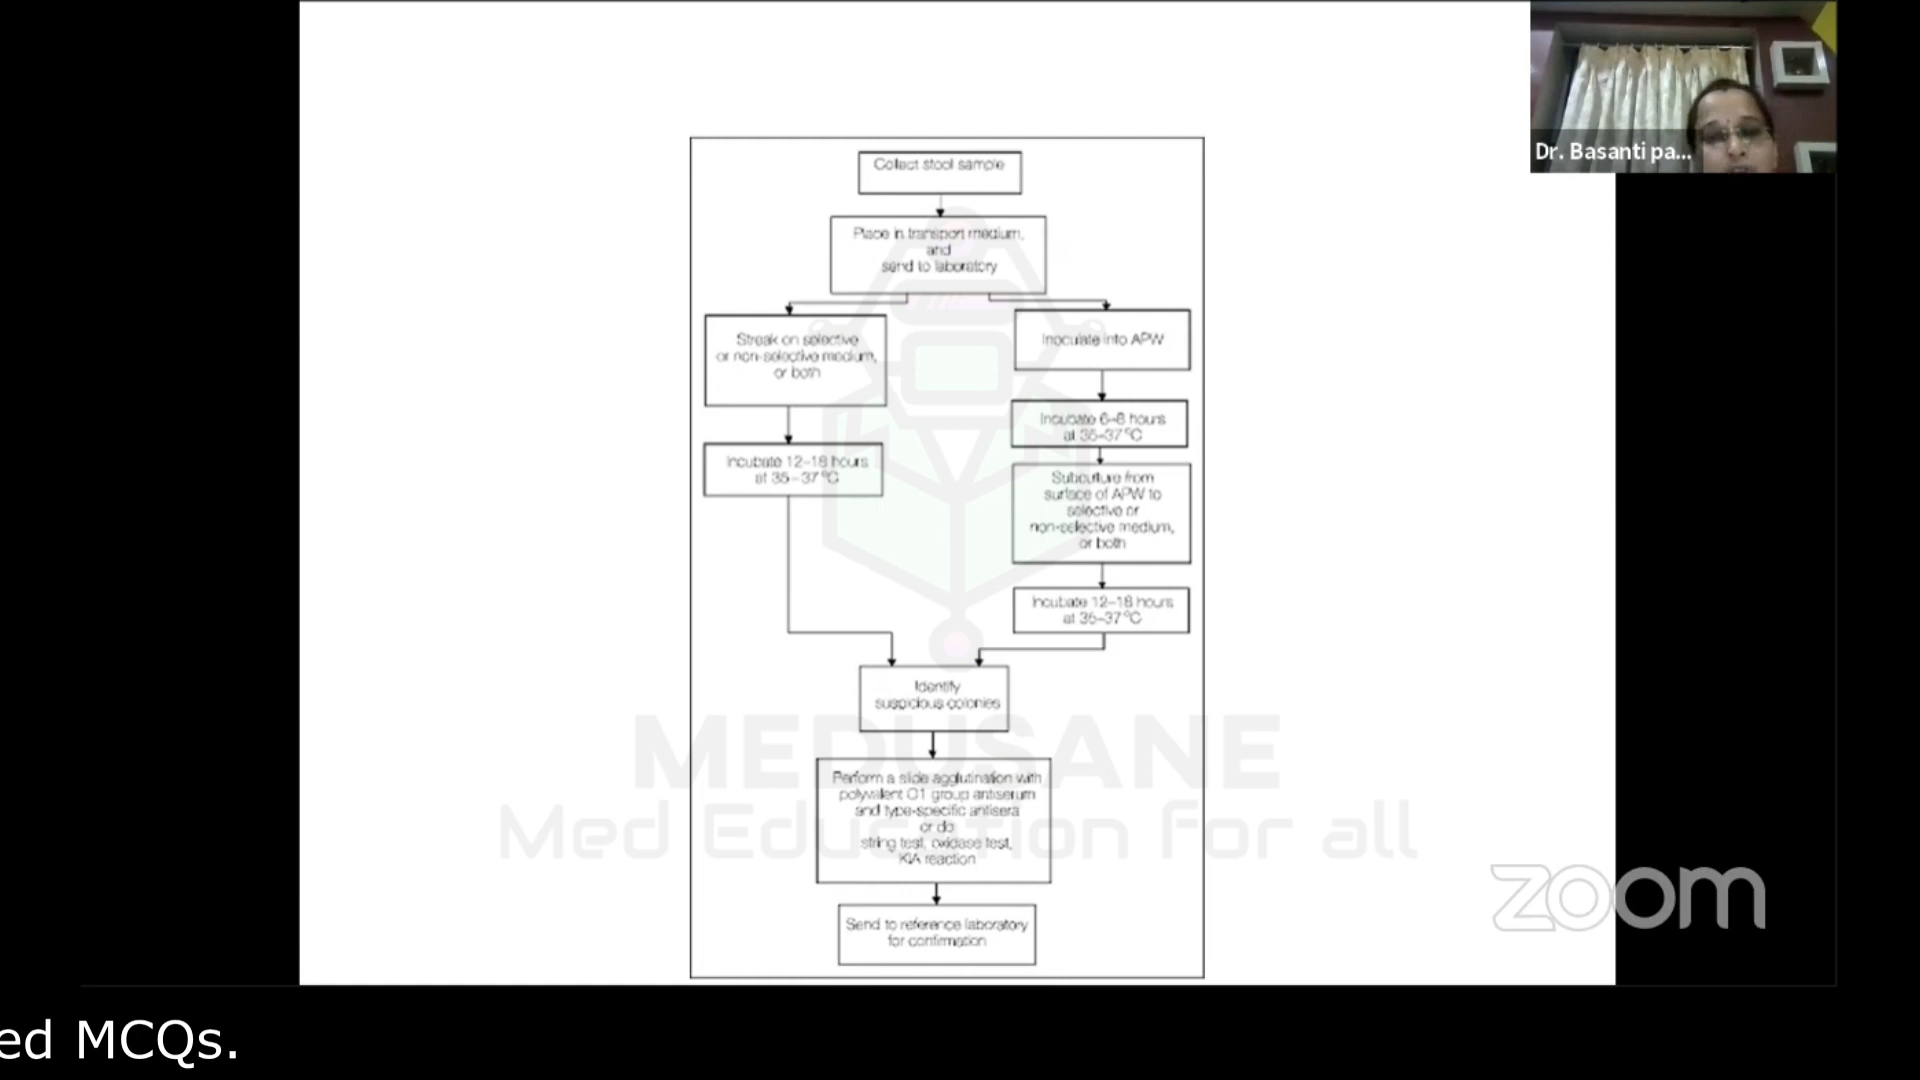 Dr. Basanti pa...
Collect stool sample
Place in transport medium,
and
send to laboratory
Streak on selective
or non-selective medium,
or both
Incubate 12–18 hours
at 35–37 °C
Inoculate into APW
Incubate 6–8 hours
at 35–37 °C
Subculture from
surface of APW to
selective or
non-selective medium,
or both
Incubate 12–18 hours
at 35–37 °C
Identify
suspicious colonies
Perform a slide agglutination with
polyvalent O1 group antiserum
and type-specific antisera
or do
string test, oxidase test,
KIA reaction
Send to reference laboratory
for confirmation
MEDUSANE
Med Education for all
zoom
ed MCQs.